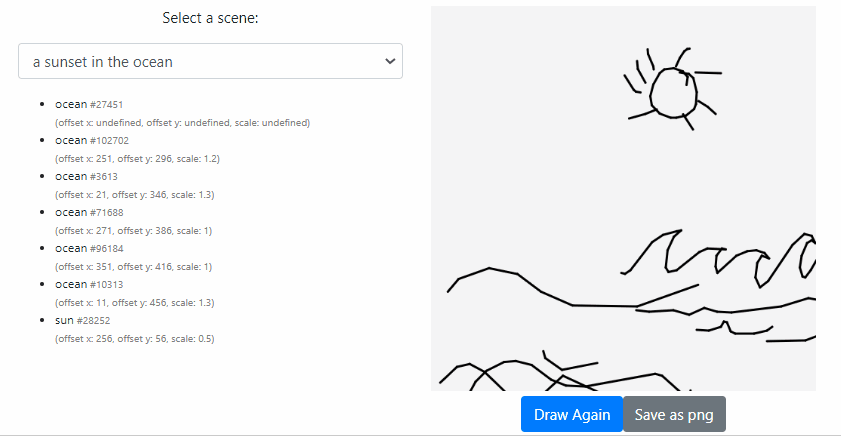 Select a scene:
a sunset in the ocean
ocean #27451
(offset x: undefined, offset y: undefined, scale: undefined)
ocean #102702
(offset x: 251, offset y: 296, scale: 1.2)
ocean #3613
(offset x: 21, offset y: 346, scale: 1.3)
ocean #71688
(offset x: 271, offset y: 386, scale: 1)
ocean #96184
(offset x: 351, offset y: 416, scale: 1)
ocean #10313
(offset x: 11, offset y: 456, scale: 1.3)
sun #28252
(offset x: 256, offset y: 56, scale: 0.5)
Draw Again
Save as png